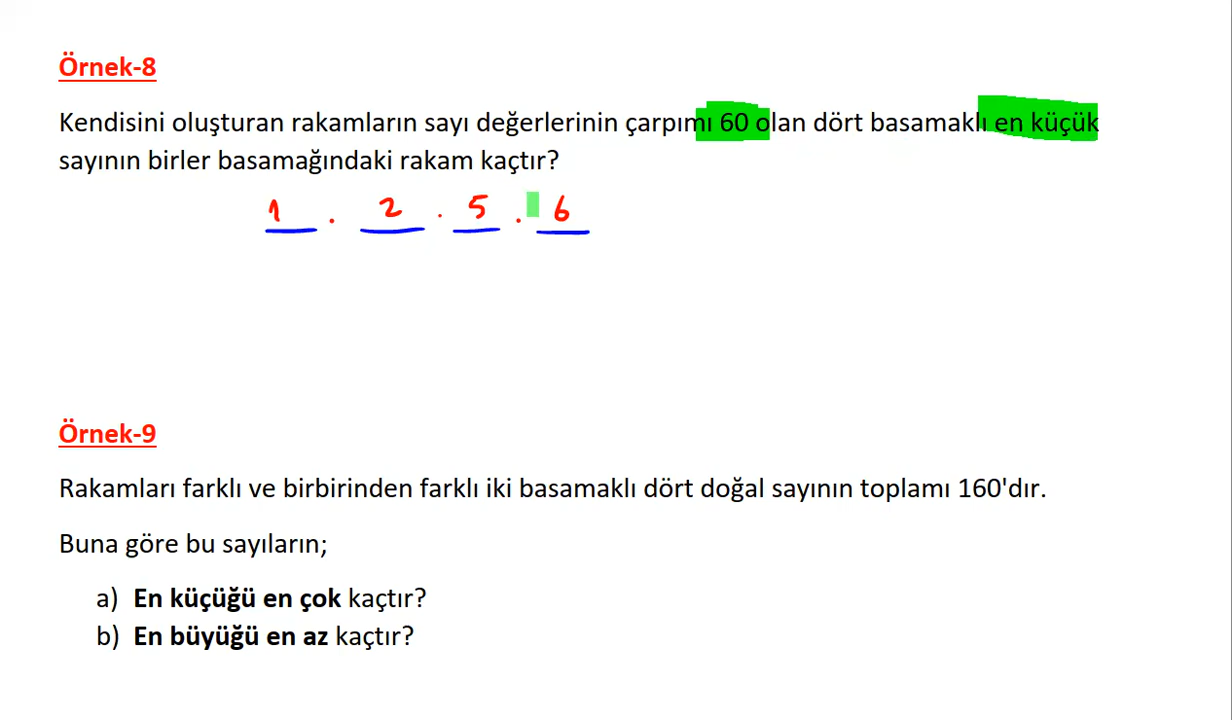 Örnek-8
Kendisini oluşturan rakamların sayı değerlerinin çarpımı 60 olan dört basamaklı en küçük
sayının birler basamağındaki rakam kaçtır?
1 . 2 . 5 . 6
Örnek-9
Rakamları farklı ve birbirinden farklı iki basamaklı dört doğal sayının toplamı 160'dır.
Buna göre bu sayıların;
a) En küçüğü en çok kaçtır?
b) En büyüğü en az kaçtır?